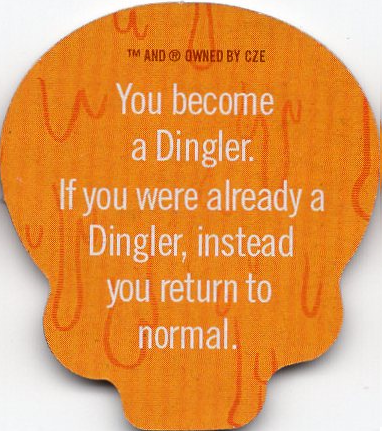 ™ AND ® OWNED BY CZE
You become
a Dingler.
If you were already a
Dingler, instead
you return to
normal.